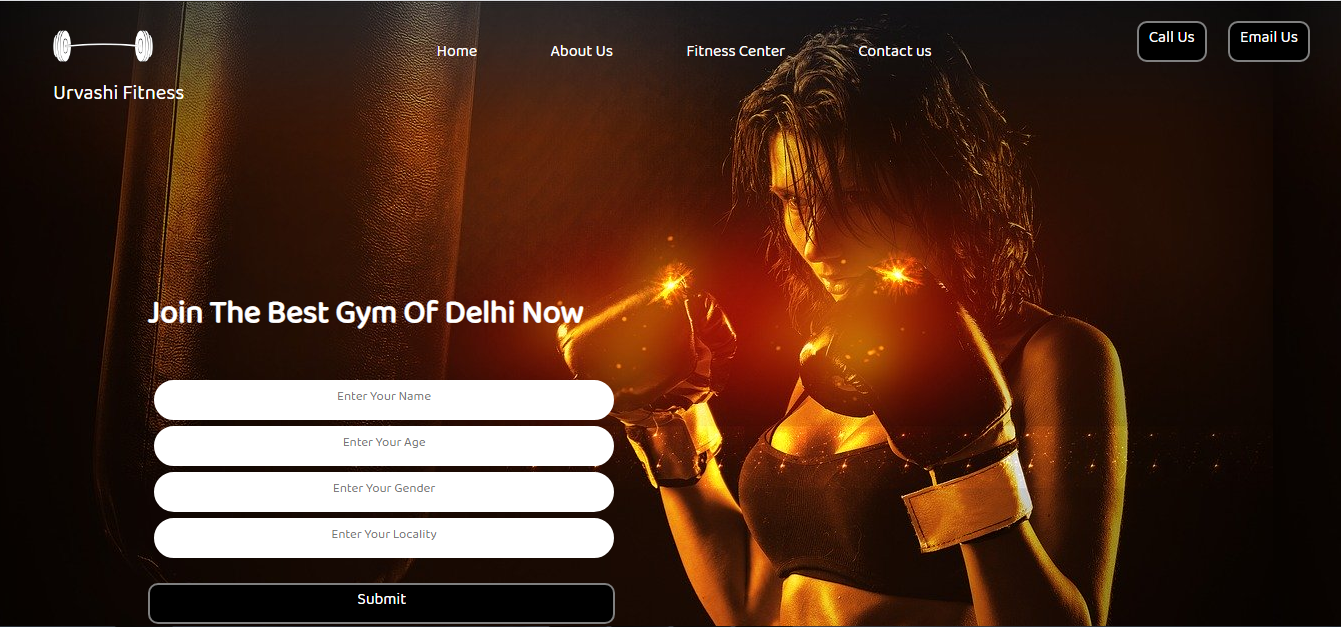 Home
About Us
Fitness Center
Contact us
Call Us
Email Us
Urvashi Fitness
Join The Best Gym Of Delhi Now
Enter Your Name
Enter Your Age
Enter Your Gender
Enter Your Locality
Submit